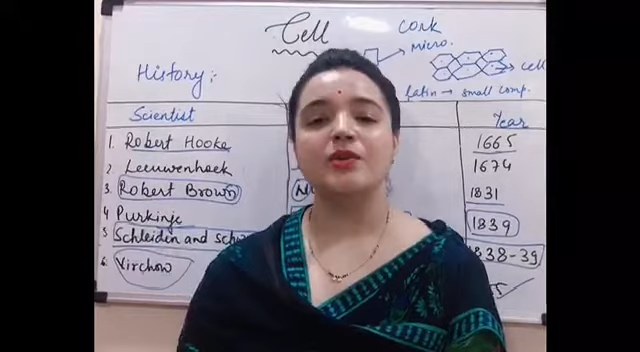 Cell cork
micro.
cell
History:
latin → small comp.
Scientist Year
1. Robert Hooke 1665
2. Leeuwenhoek 1674
3. Robert Brown 1831
4 Purkinje 1839
5 Schleiden and 1838-39
6. Virchow